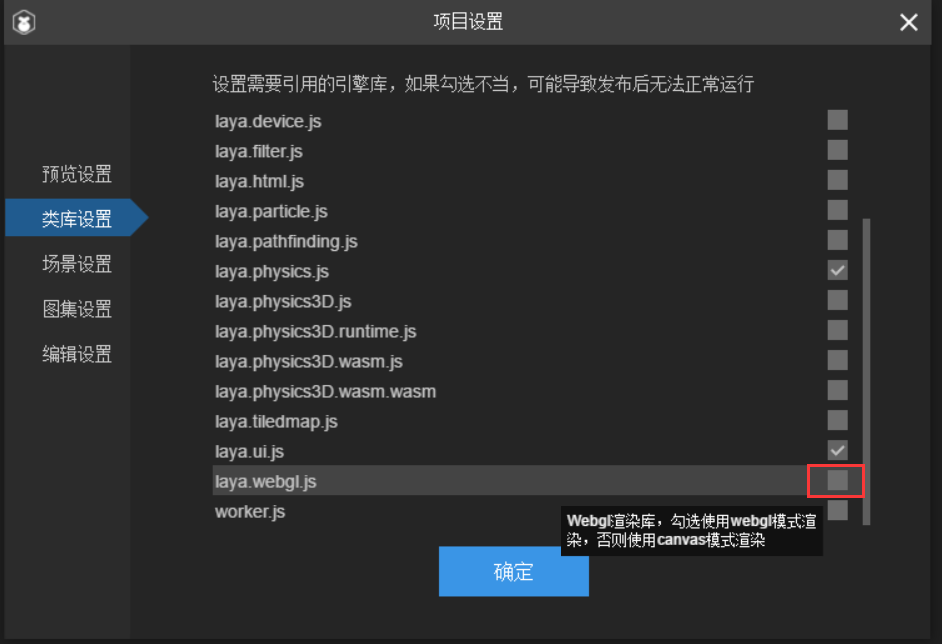 项目设置
设置需要引用的引擎库，如果勾选不当，可能导致发布后无法正常运行
预览设置
类库设置
场景设置
图集设置
编辑设置
laya.device.js
laya.filter.js
laya.html.js
laya.particle.js
laya.pathfinding.js
laya.physics.js
laya.physics3D.js
laya.physics3D.runtime.js
laya.physics3D.wasm.js
laya.physics3D.wasm.wasm
laya.tiledmap.js
laya.ui.js
laya.webgl.js
worker.js
Webgl渲染库，勾选使用webgl模式渲
染，否则使用canvas模式渲染
确定